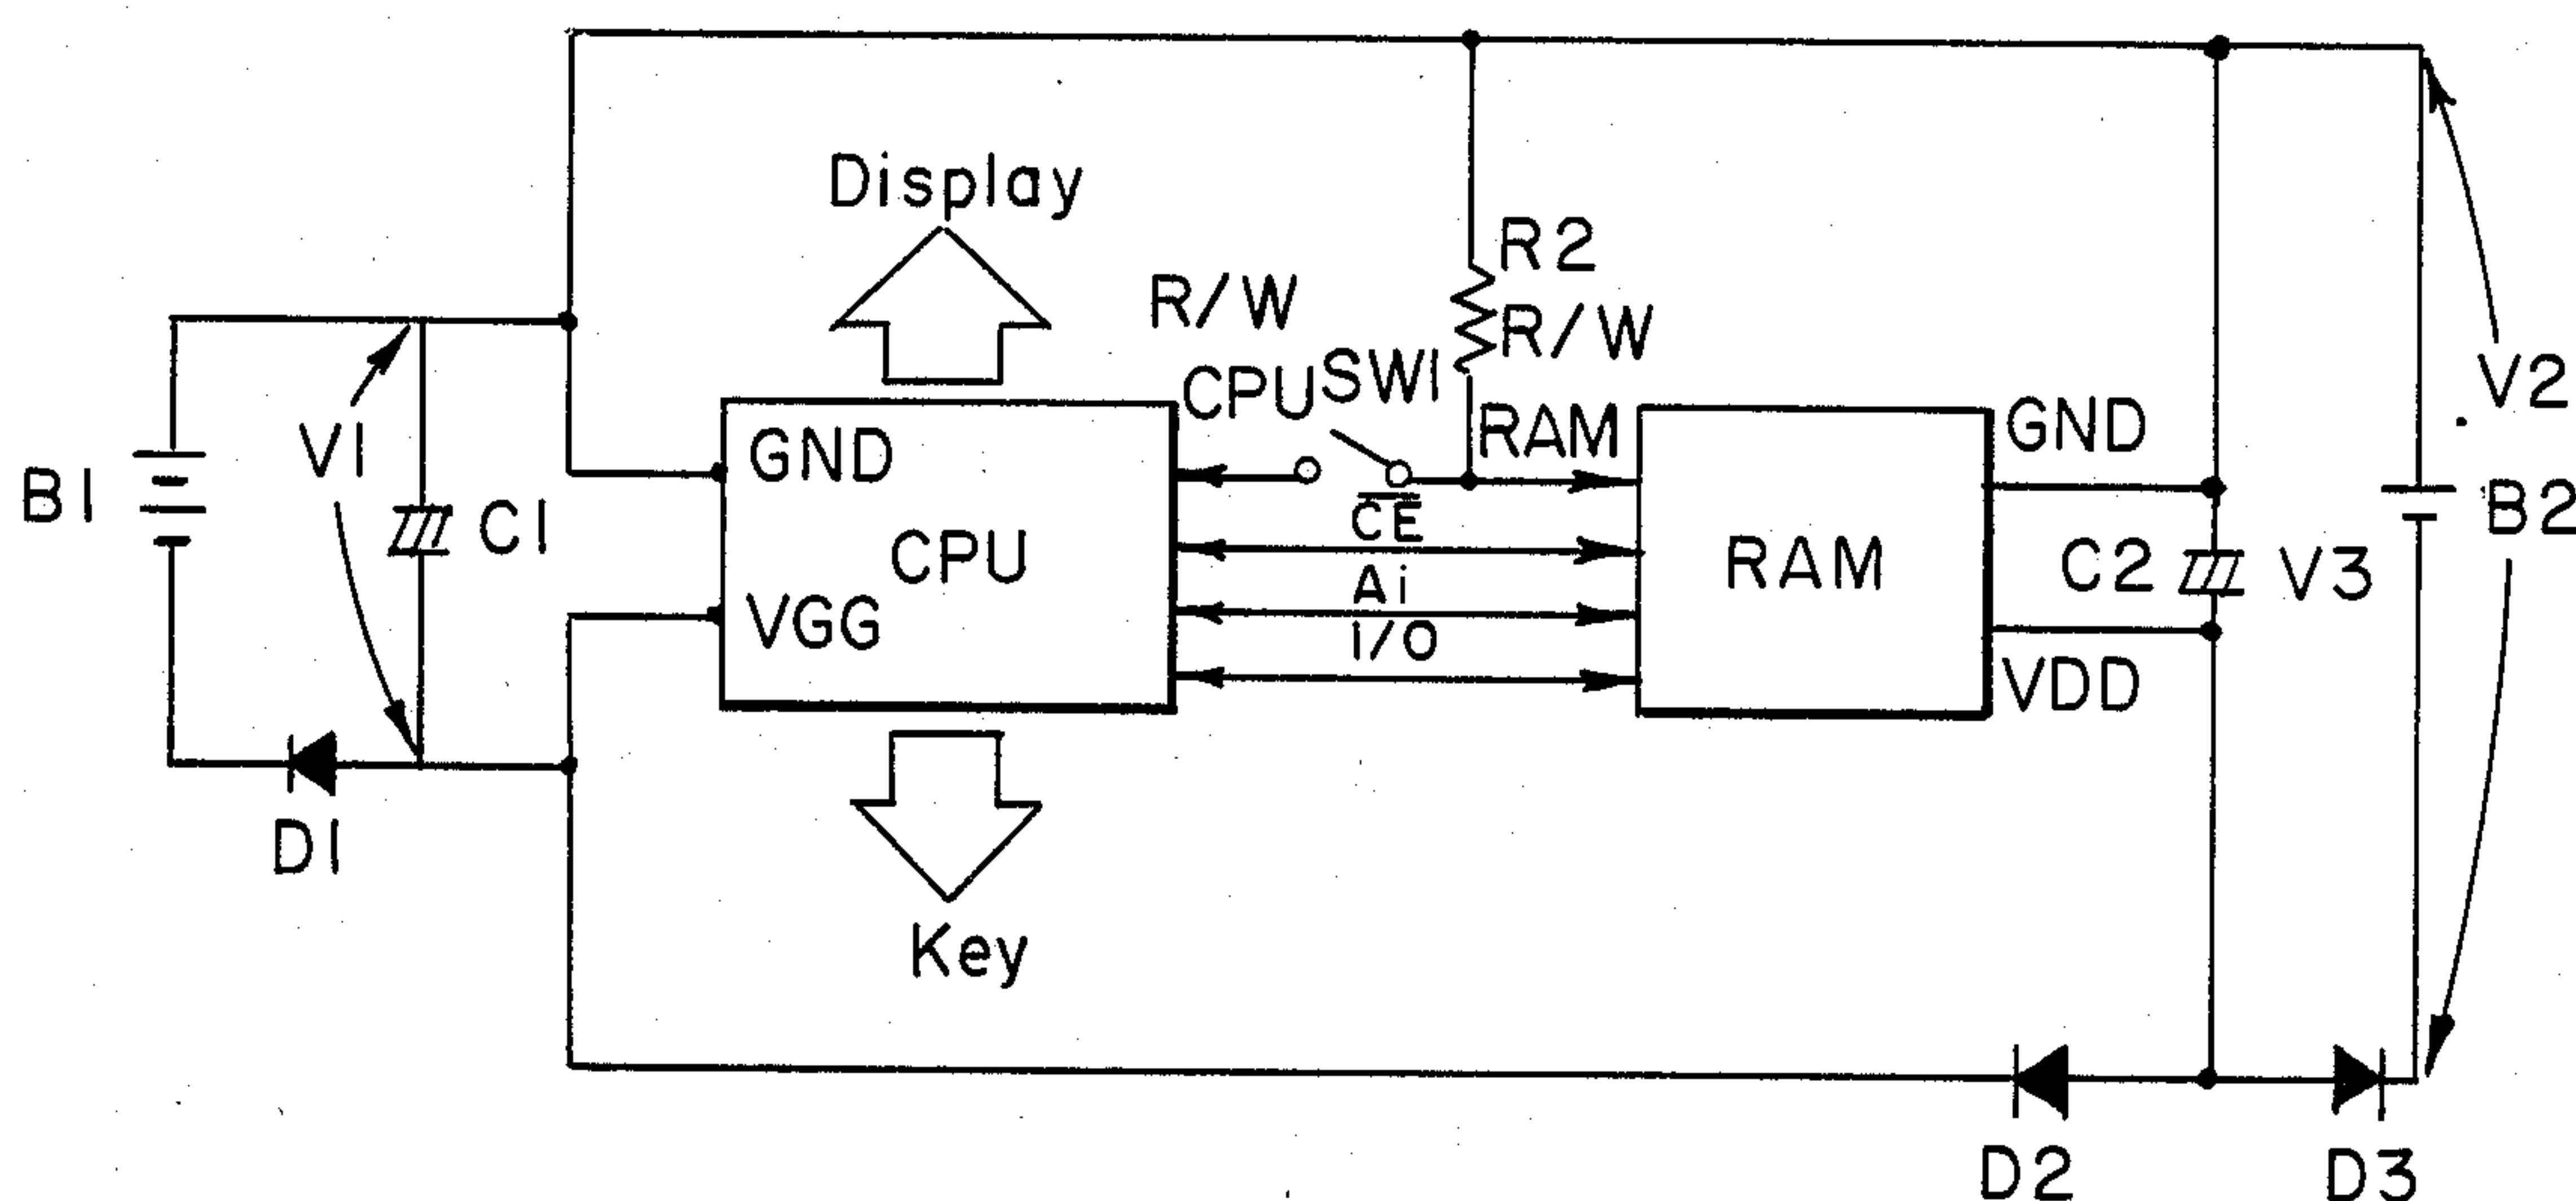 Display
R2
R/W
R/W
CPU
SW1
RAM
V1
B1
C1
GND
CPU
VGG
CE
Ai
I/O
RAM
GND
C2
V3
VDD
V2
B2
D1
Key
D2
D3